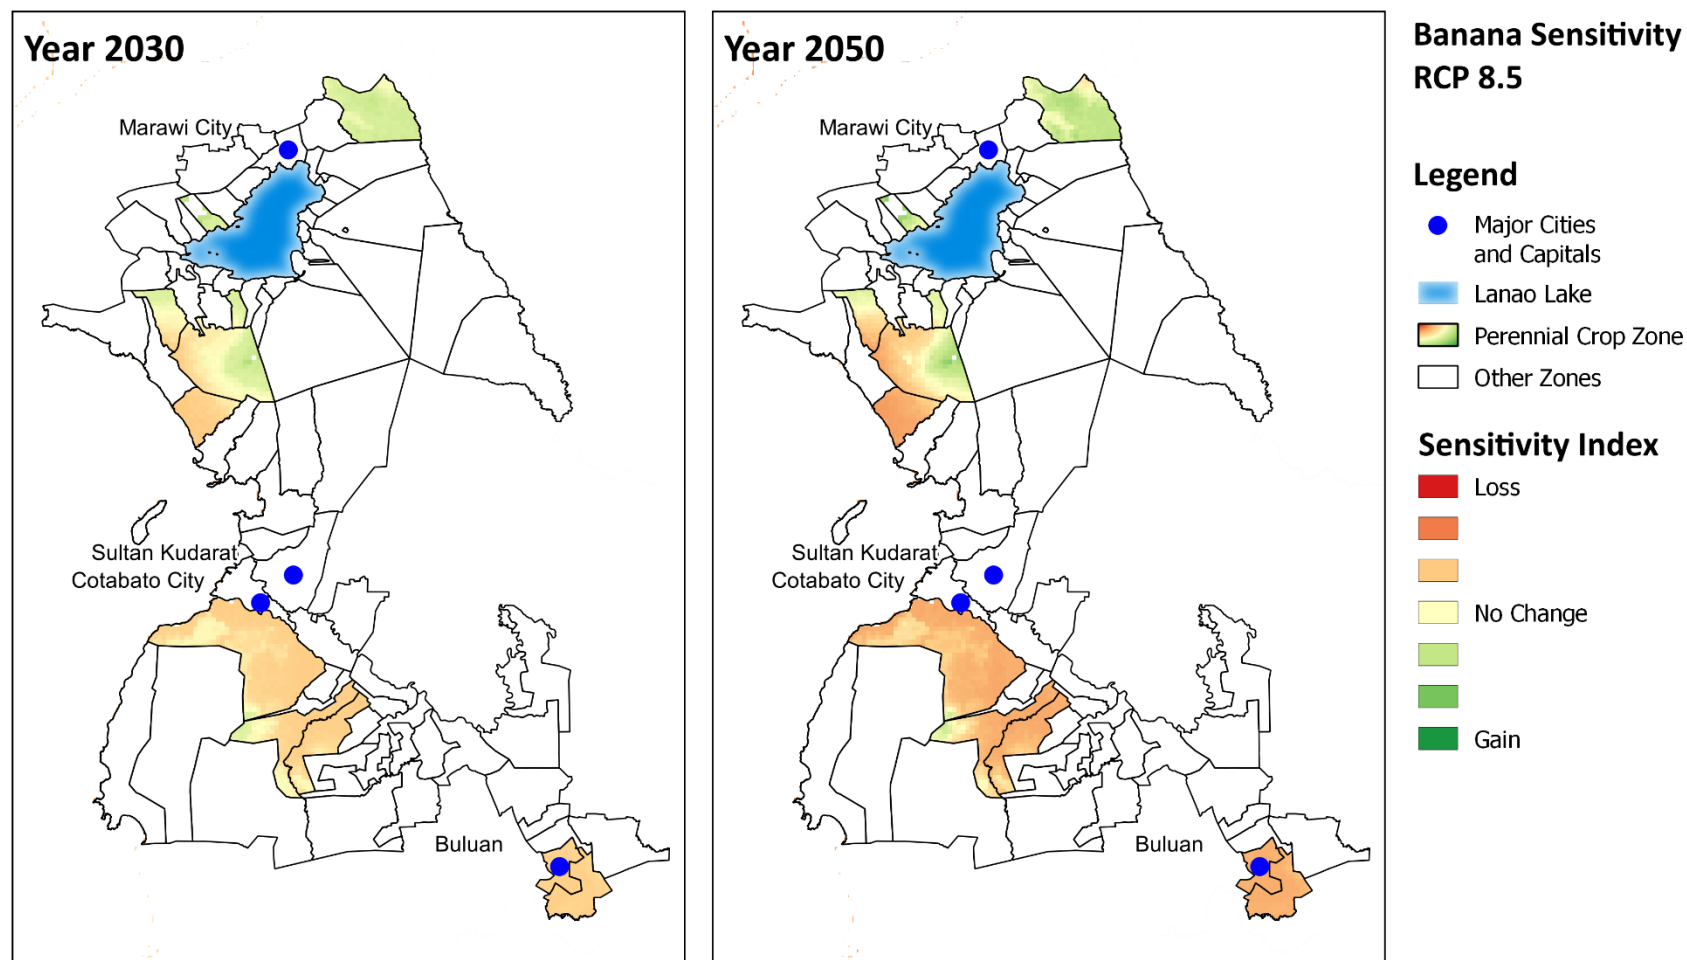 Year 2030
Marawi City
Sultan Kudarat
Cotabato City
Buluan
Year 2050
Marawi City
Sultan Kudarat
Cotabato City
Buluan
Banana Sensitivity
RCP 8.5
Legend
Major Cities
and Capitals
Lanao Lake
Perennial Crop Zone
Other Zones
Sensitivity Index
Loss
No Change
Gain